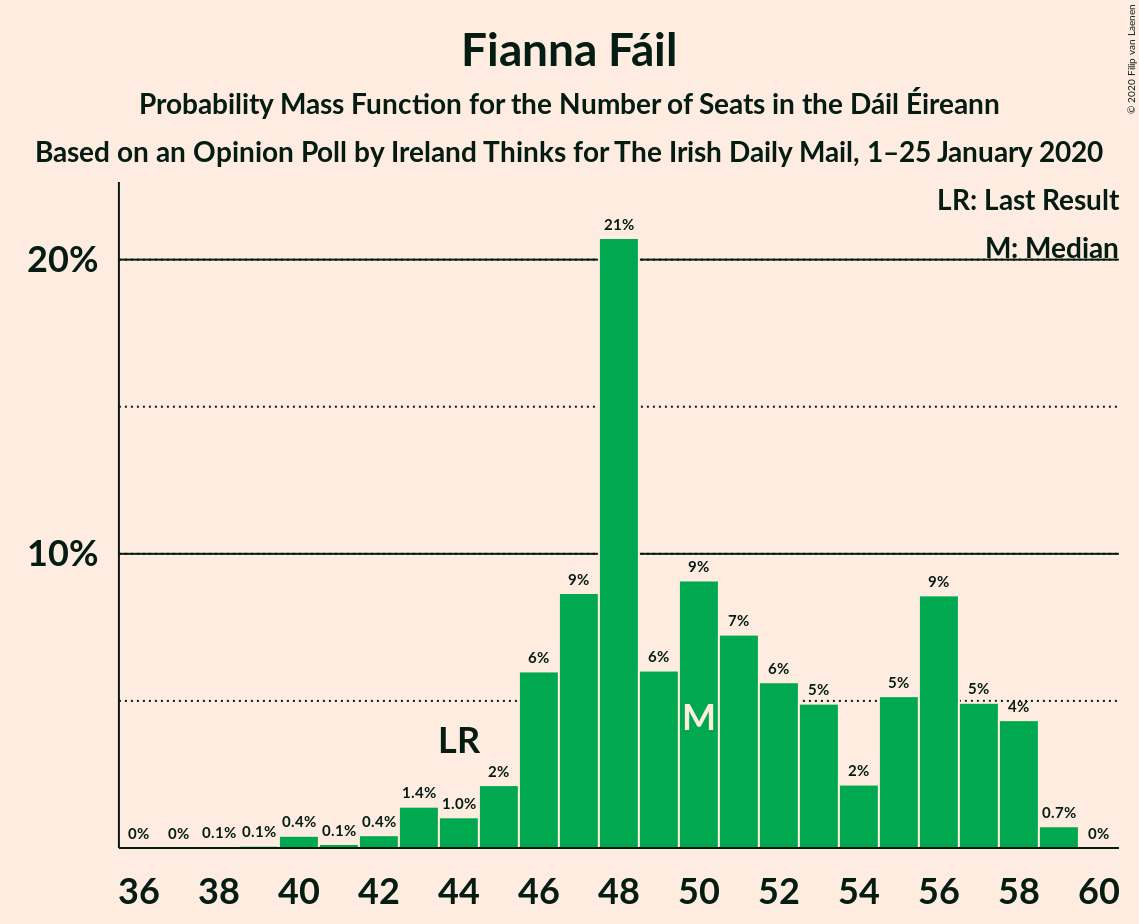 Fianna Fáil
Probability Mass Function for the Number of Seats in the Dáil Éireann
Based on an Opinion Poll by Ireland Thinks for The Irish Daily Mail, 1–25 January 2020
© 2020 Filip van Laenen
LR: Last Result
M: Median
20%
10%
0% 0% 0.1% 0.1% 0.4% 0.1% 0.4% 1.4% 1.0% 2% 6% 9% 21% 6% 9% 7% 6% 5% 2% 5% 9% 5% 4% 0.7% 0%
LR
M
36 38 40 42 44 46 48 50 52 54 56 58 60